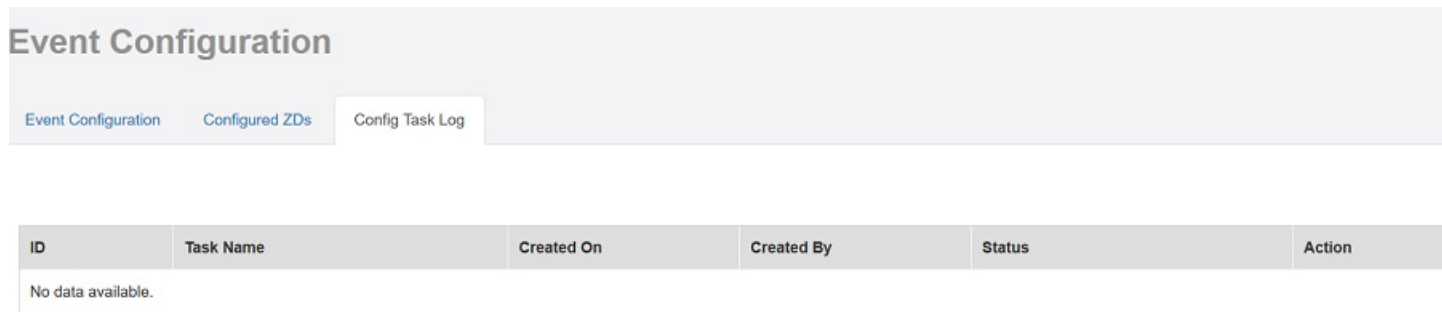 Event Configuration
Event Configuration Configured ZDs Config Task Log
ID Task Name Created On Created By Status Action
No data available.